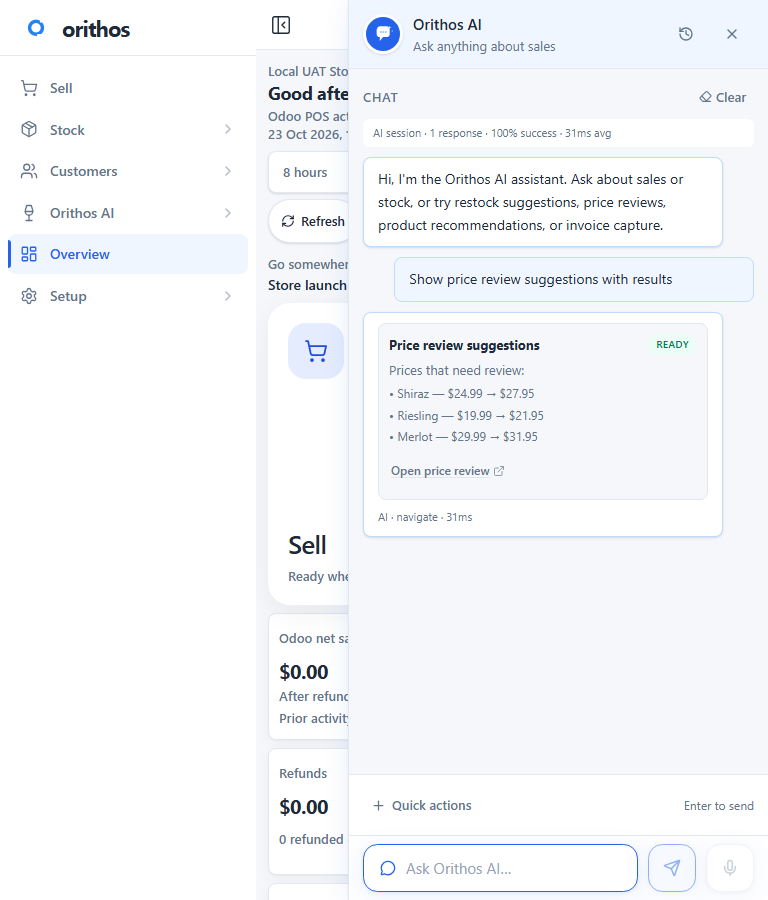 orithos
Sell
Stock
Customers
Orithos AI
Overview
Setup
Local UAT Sto
Good afte
Odoo POS act
23 Oct 2026,
8 hours
Refresh
Go somewher
Store launch
Sell
Ready whe
Odoo net sa
$0.00
After refund
Prior activity
Refunds
$0.00
0 refunded
Orithos AI
Ask anything about sales
CHAT
Clear
AI session · 1 response · 100% success · 31ms avg
Hi, I'm the Orithos AI assistant. Ask about sales or
stock, or try restock suggestions, price reviews,
product recommendations, or invoice capture.
Show price review suggestions with results
Price review suggestions
READY
Prices that need review:
• Shiraz — $24.99 → $27.95
• Riesling — $19.99 → $21.95
• Merlot — $29.99 → $31.95
Open price review
AI · navigate · 31ms
Quick actions
Enter to send
Ask Orithos AI...